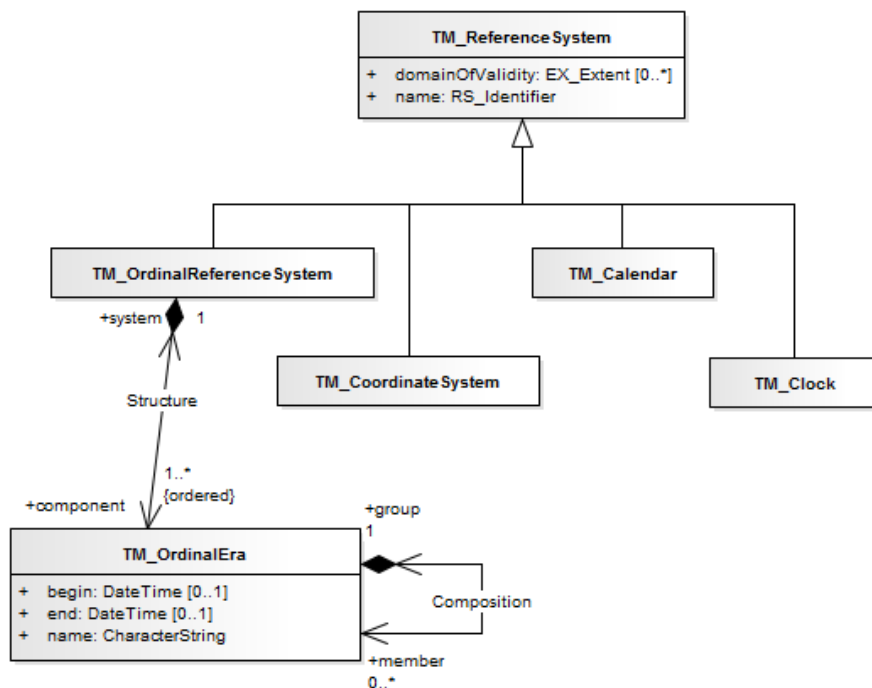 TM_ReferenceSystem
+ domainOfValidity: EX_Extent [0..*]
+ name: RS_Identifier
TM_OrdinalReferenceSystem
TM_Calendar
+system 1
TM_CoordinateSystem
TM_Clock
Structure
1..*
{ordered}
+component
+group
1
TM_OrdinalEra
+ begin: DateTime [0..1]
+ end: DateTime [0..1]
+ name: CharacterString
Composition
+member
0..*